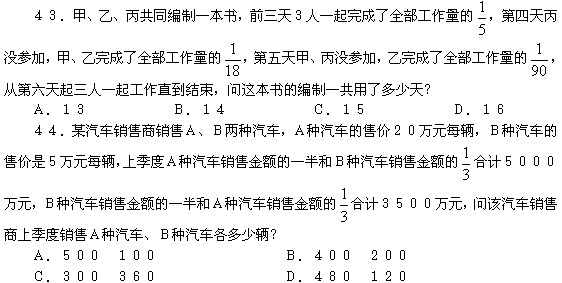 ４３．甲、乙、丙共同编制一本书，前三天３人一起完成了全部工作量的1/5，第四天丙
没参加，甲、乙完成了全部工作量的1/18，第五天甲、丙没参加，乙完成了全部工作量的1/90，
从第六天起三人一起工作直到结束，问这本书的编制一共用了多少天？
Ａ．１３ Ｂ．１４ Ｃ．１５ Ｄ．１６
４４．某汽车销售商销售Ａ、Ｂ两种汽车，Ａ种汽车的售价２０万元每辆，Ｂ种汽车的
售价是５万元每辆，上季度Ａ种汽车销售金额的一半和Ｂ种汽车销售金额的1/3合计５０００
万元，Ｂ种汽车销售金额的一半和Ａ种汽车销售金额的1/3合计３５００万元，问该汽车销售
商上季度销售Ａ种汽车、Ｂ种汽车各多少辆？
Ａ．５００ １００ Ｂ．４００ ２００
Ｃ．３００ ３６０ Ｄ．４８０ １２０